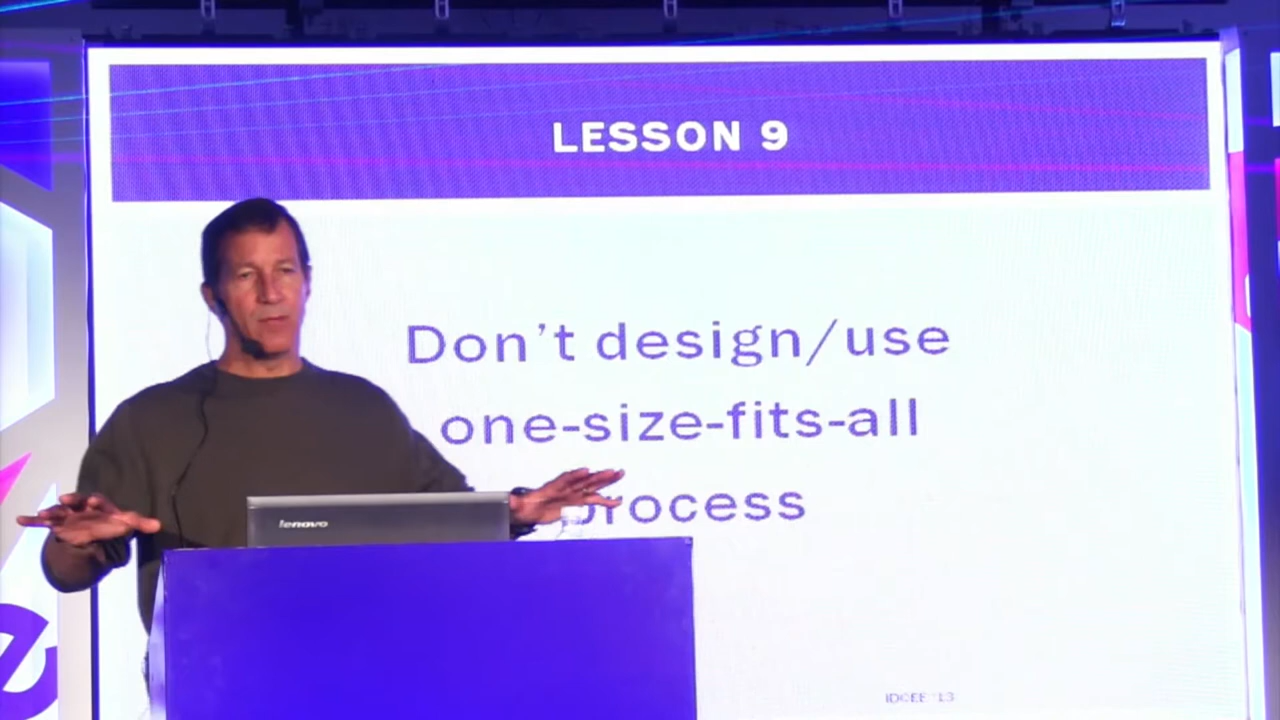 LESSON 9
Don't design/use
one-size-fits-all
process
lenovo
IDCEE '13